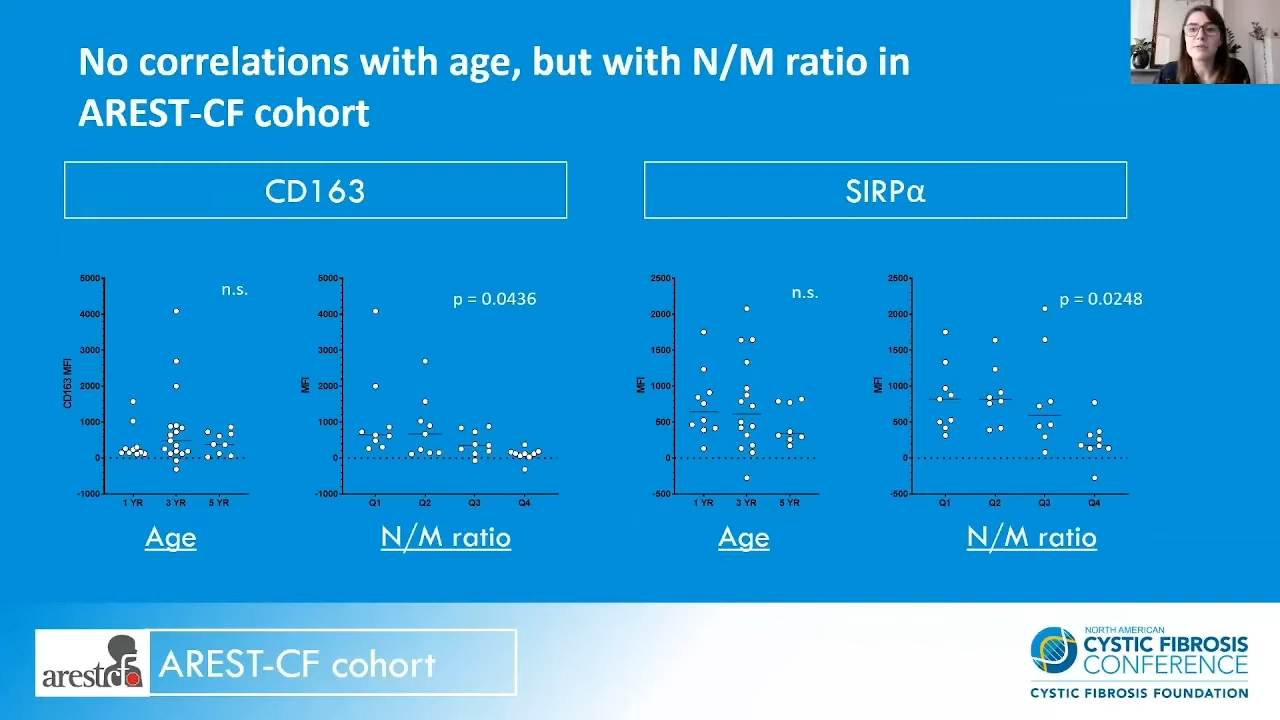 No correlations with age, but with N/M ratio in
AREST-CF cohort
CD163
SIRPα
5000
4000
3000
2000
1000
0
-1000
CD163 MFI
n.s.
1 YR 3 YR 5 YR
Age
5000
4000
3000
2000
1000
0
-1000
MFI
p = 0.0436
Q1 Q2 Q3 Q4
N/M ratio
2500
2000
1500
1000
500
0
-500
MFI
n.s.
1 YR 3 YR 5 YR
Age
2500
2000
1500
1000
500
0
-500
MFI
p = 0.0248
Q1 Q2 Q3 Q4
N/M ratio
arestcf
AREST-CF cohort
NORTH AMERICAN
CYSTIC FIBROSIS
CONFERENCE
CYSTIC FIBROSIS FOUNDATION